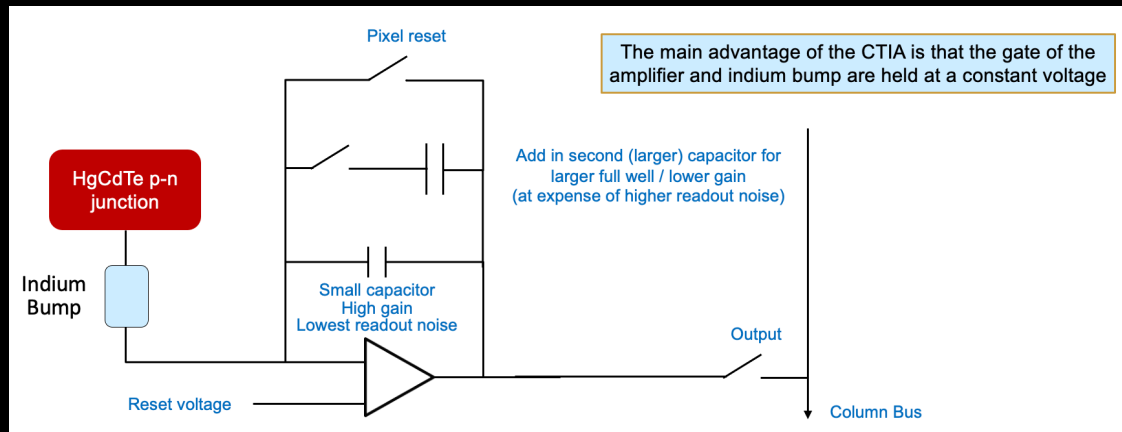 Pixel reset
The main advantage of the CTIA is that the gate of the
amplifier and indium bump are held at a constant voltage
HgCdTe p-n
junction
Add in second (larger) capacitor for
larger full well / lower gain
(at expense of higher readout noise)
Indium
Bump
Small capacitor
High gain
Lowest readout noise
Output
Reset voltage
Column Bus